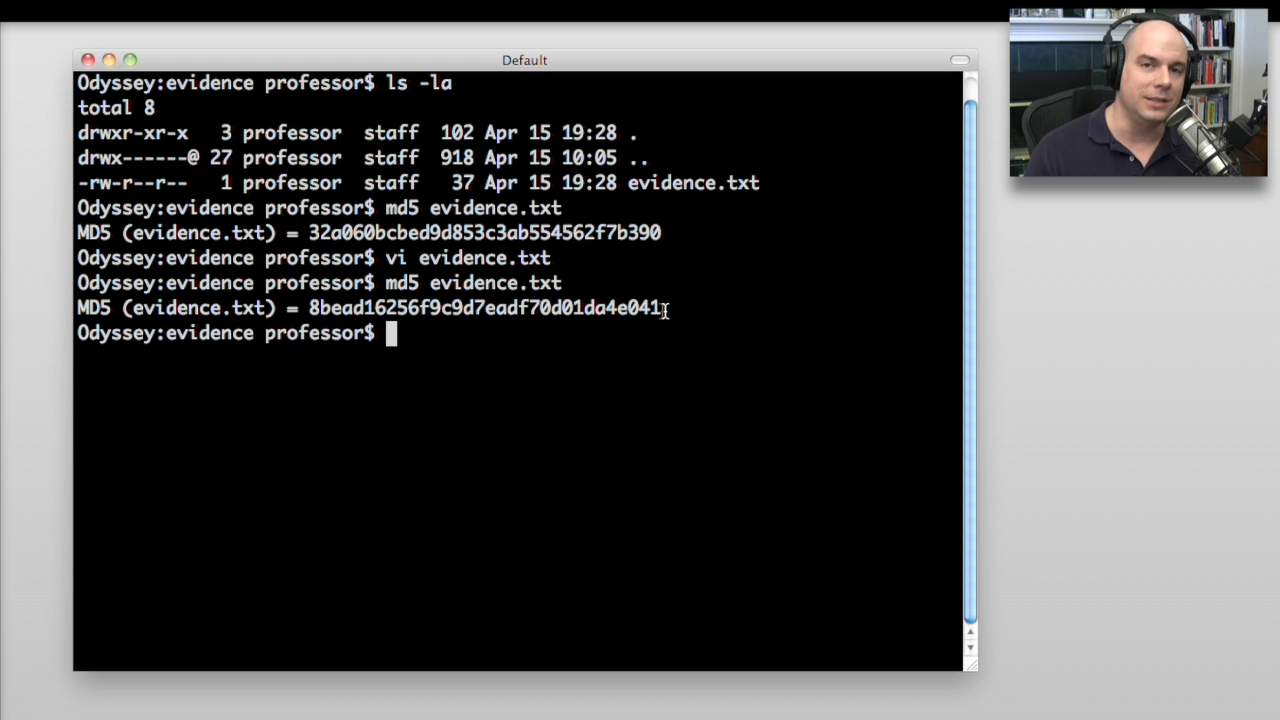 Default
Odyssey:evidence professor$ ls -la
total 8
drwxr-xr-x   3 professor  staff  102 Apr 15 19:28 .
drwx------@ 27 professor  staff  918 Apr 15 10:05 ..
-rw-r--r--   1 professor  staff   37 Apr 15 19:28 evidence.txt
Odyssey:evidence professor$ md5 evidence.txt
MD5 (evidence.txt) = 32a060bcbed9d853c3ab554562f7b390
Odyssey:evidence professor$ vi evidence.txt
Odyssey:evidence professor$ md5 evidence.txt
MD5 (evidence.txt) = 8bead16256f9c9d7eadf70d01da4e041
Odyssey:evidence professor$